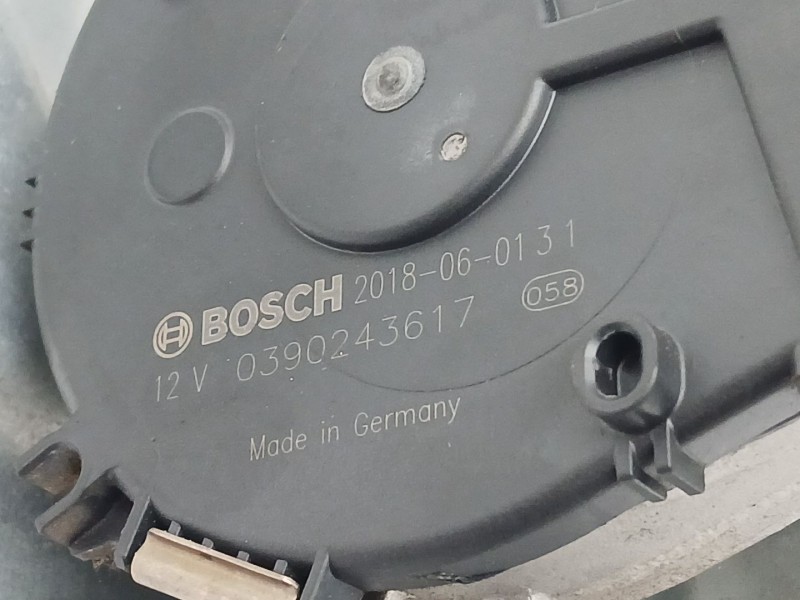 BOSCH 2018-06-01 3 1
12 V 0390243617 058
Made in Germany